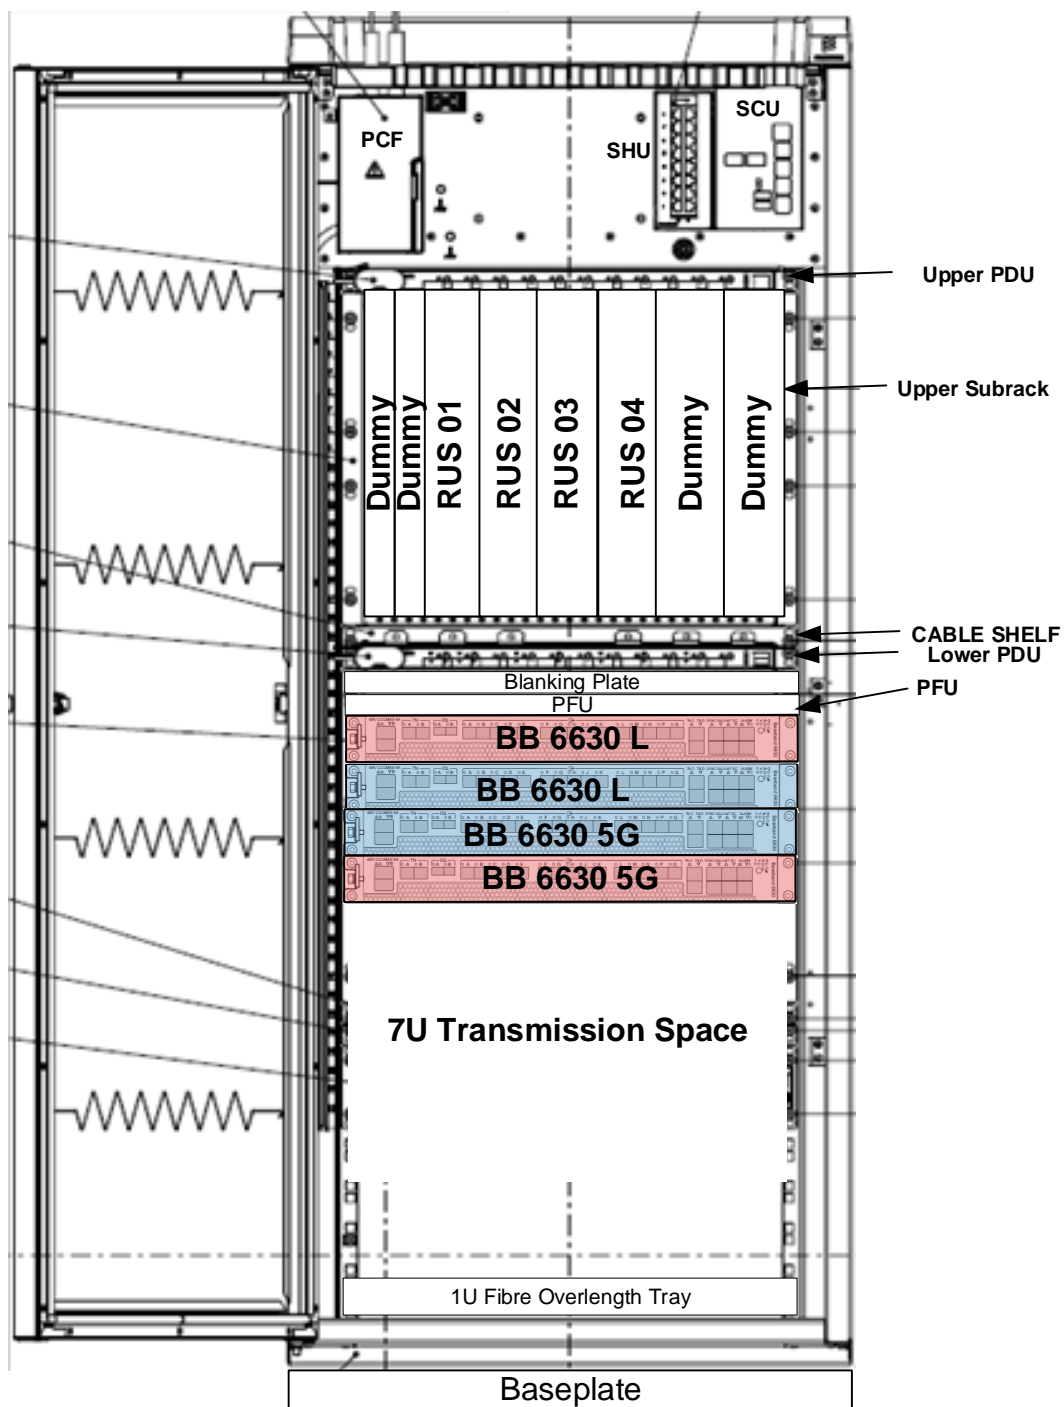 PCF
SHU
SCU
Upper PDU
Dummy
Dummy
RUS 01
RUS 02
RUS 03
RUS 04
Dummy
Dummy
Upper Subrack
CABLE SHELF
Lower PDU
Blanking Plate
PFU
PFU
BB 6630 L
BB 6630 L
BB 6630 5G
BB 6630 5G
7U Transmission Space
1U Fibre Overlength Tray
Baseplate